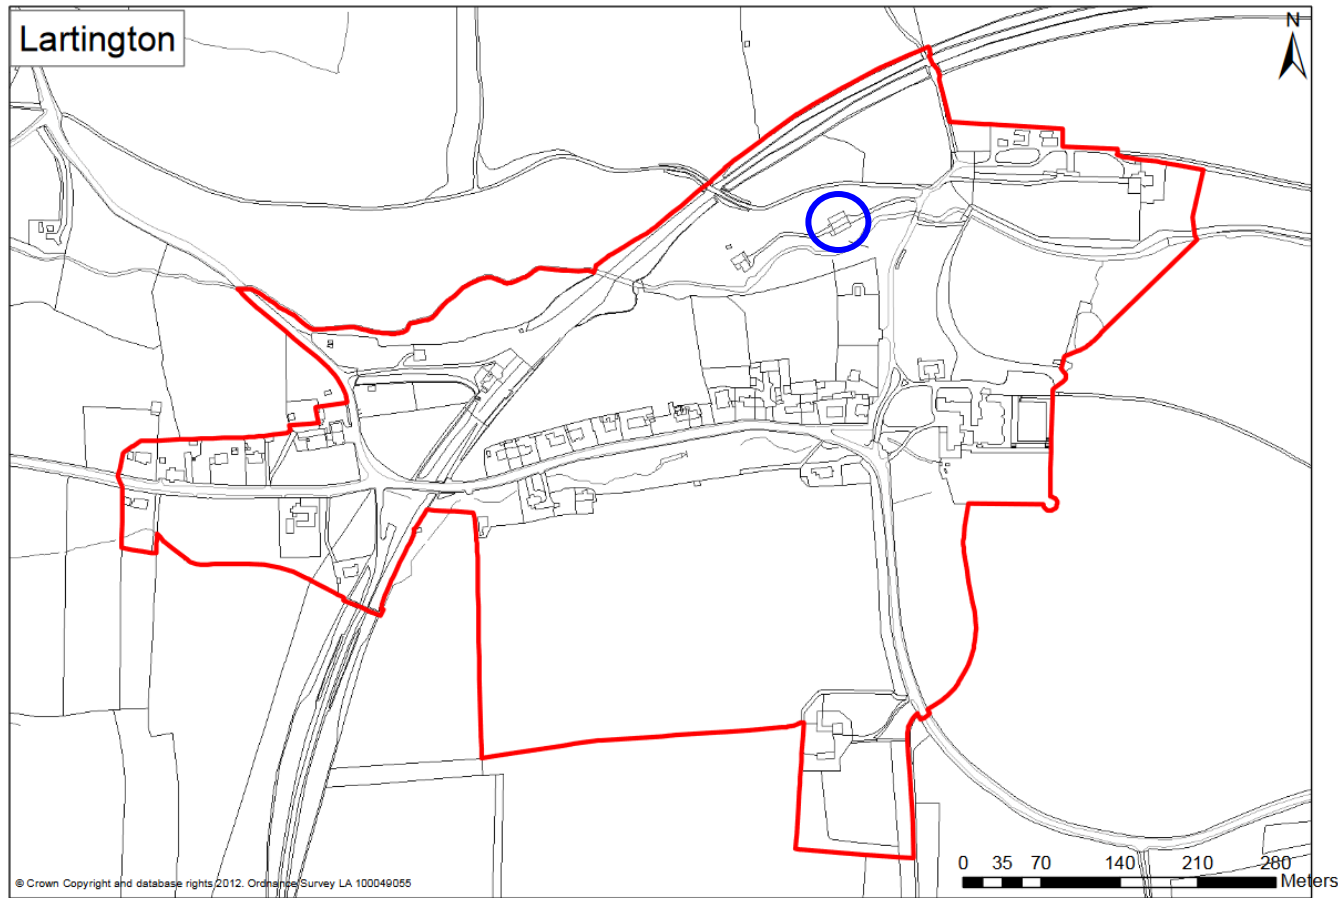 Lartington
N
0 35 70 140 210 280
Meters
© Crown Copyright and database rights 2012. Ordnance Survey LA 100049055